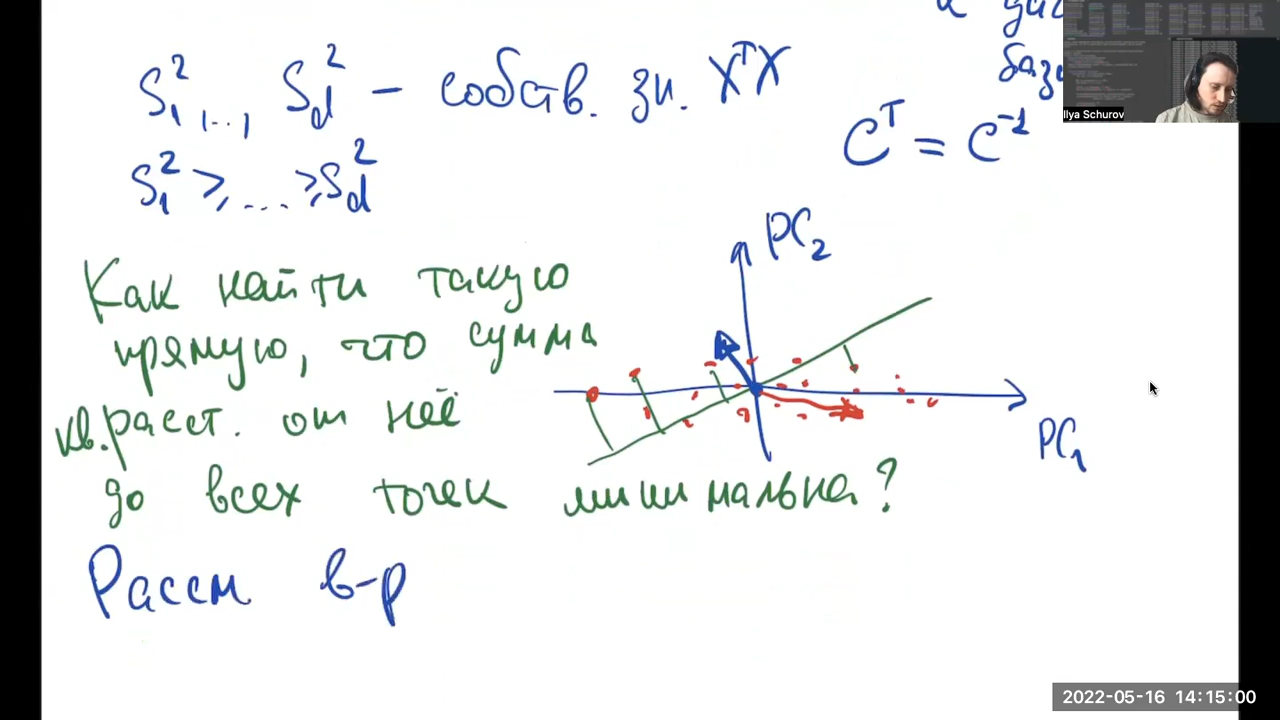 S₁²,..., S_d² – собств. зн. XᵀX
Cᵀ = C⁻¹
S₁² ≥ ... ≥ S_d²
Ilya Schurov
PC₂
Как найти такую
прямую, что сумма
кв. расст. от неё
до всех точек минимальна?
PC₁
Рассм в-р
2022-05-16 14:15:00